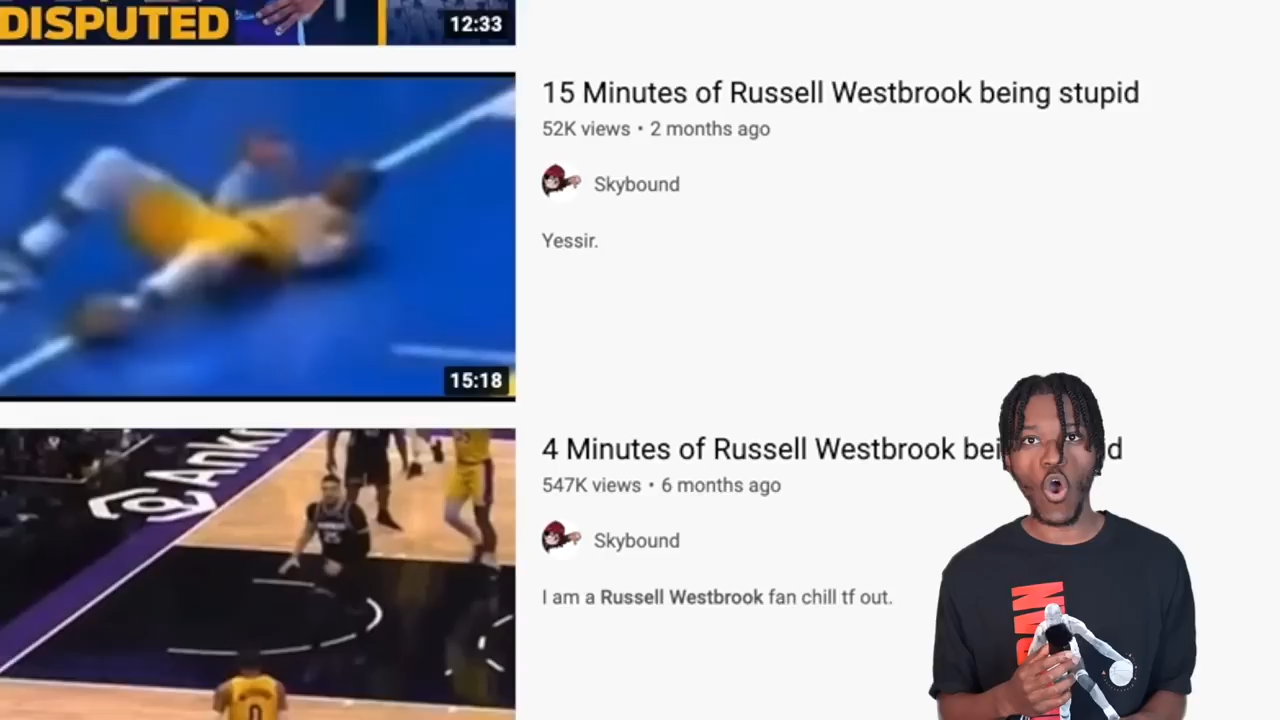 DISPUTED
12:33
15 Minutes of Russell Westbrook being stupid
52K views • 2 months ago
Skybound
Yessir.
15:18
4 Minutes of Russell Westbrook bei d
547K views • 6 months ago
Skybound
I am a Russell Westbrook fan chill tf out.
0